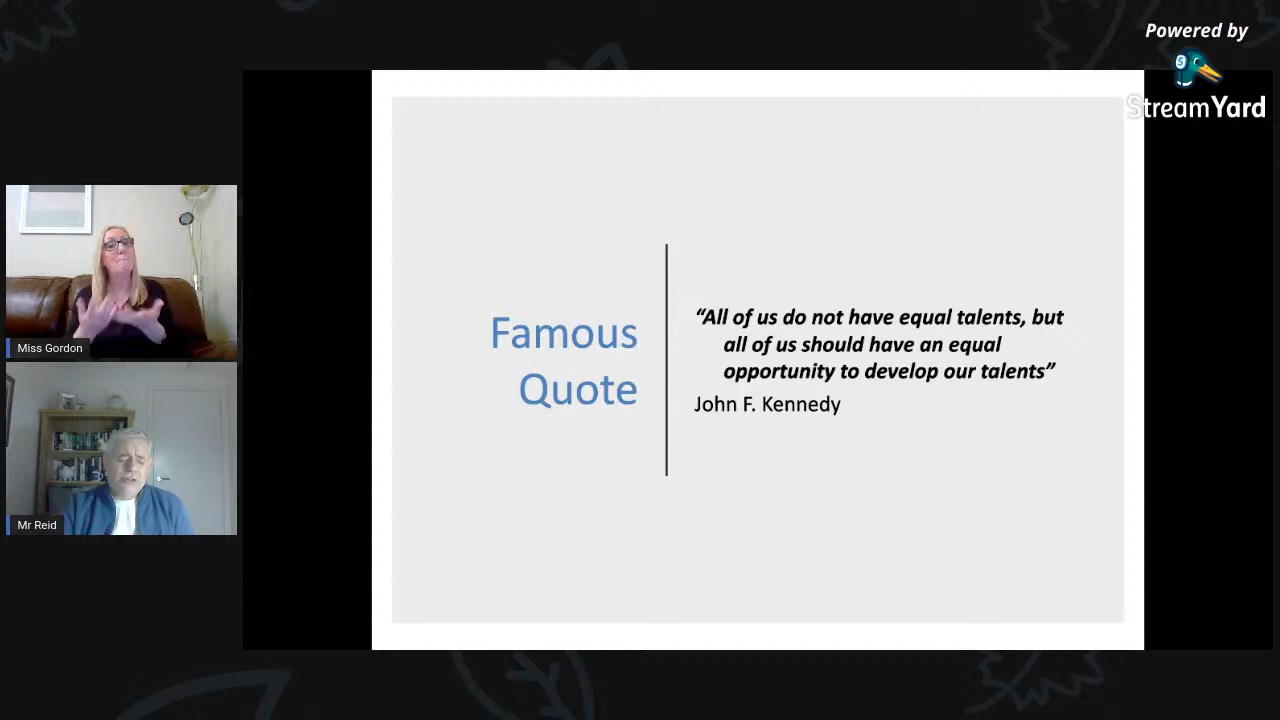 Powered by
StreamYard
Miss Gordon
Mr Reid
Famous
Quote
“All of us do not have equal talents, but
all of us should have an equal
opportunity to develop our talents”
John F. Kennedy